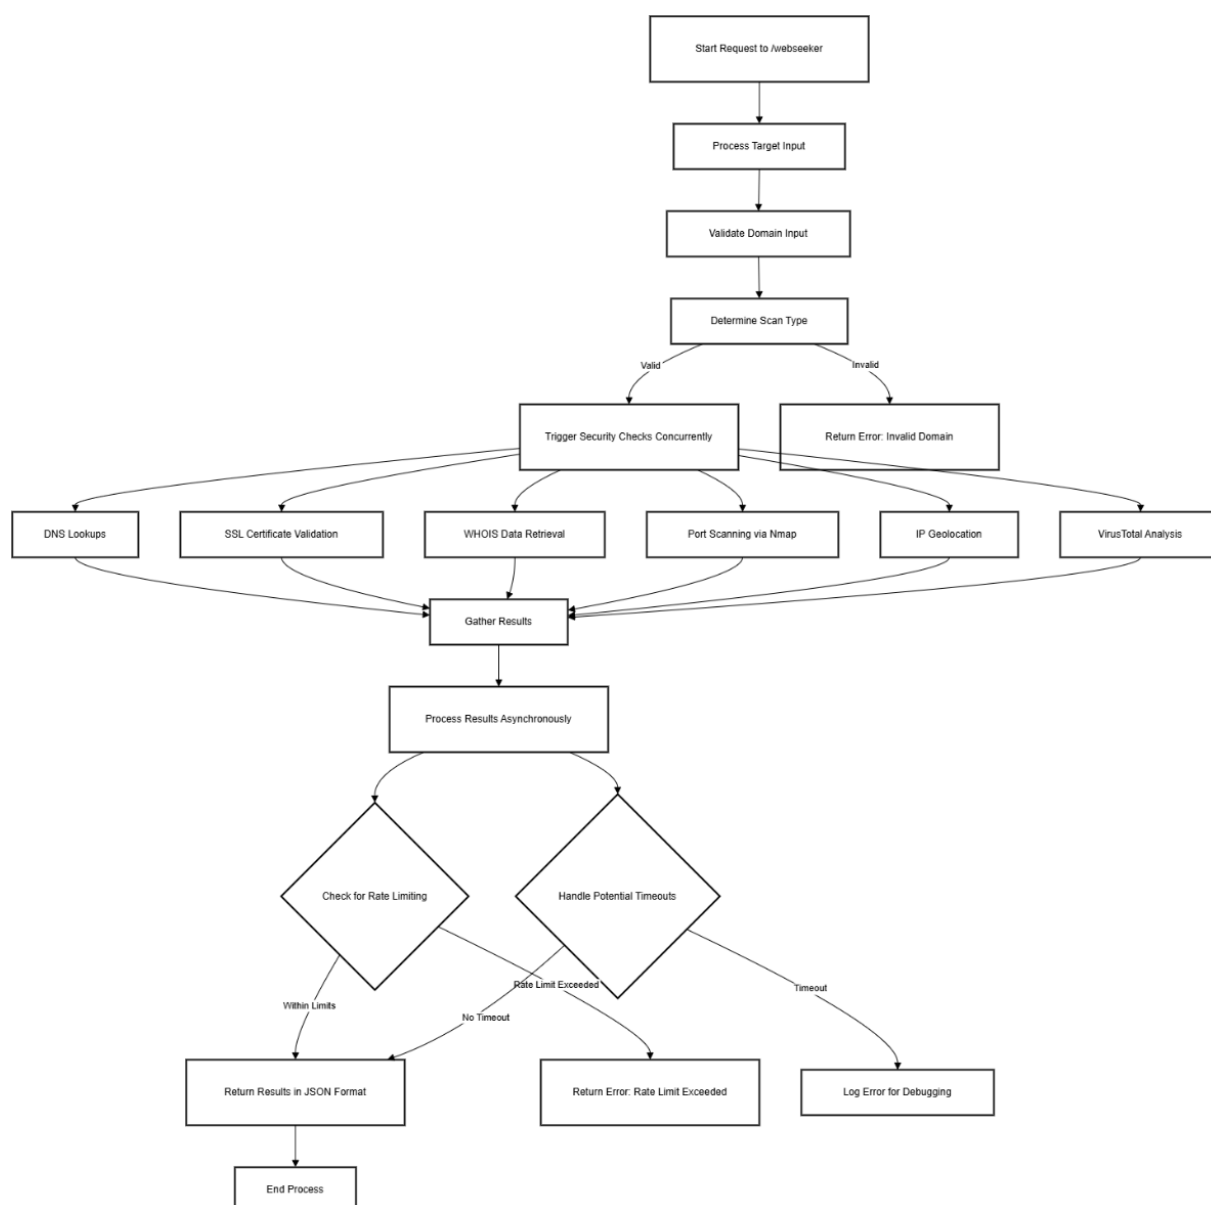 Start Request to /webseeker
Process Target Input
Validate Domain Input
Determine Scan Type
Valid
Invalid
Trigger Security Checks Concurrently
Return Error: Invalid Domain
DNS Lookups
SSL Certificate Validation
WHOIS Data Retrieval
Port Scanning via Nmap
IP Geolocation
VirusTotal Analysis
Gather Results
Process Results Asynchronously
Check for Rate Limiting
Handle Potential Timeouts
Rate Limit Exceeded
Timeout
Within Limits
No Timeout
Return Results in JSON Format
Return Error: Rate Limit Exceeded
Log Error for Debugging
End Process